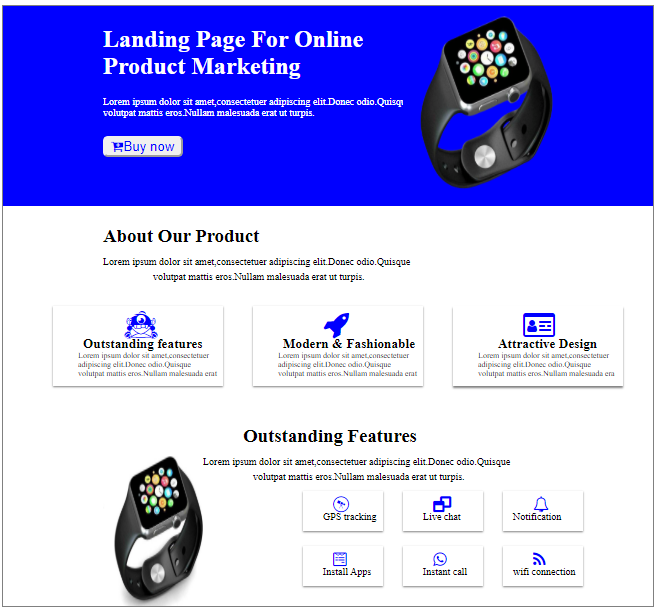 Landing Page For Online
Product Marketing
Lorem ipsum dolor sit amet,consectetuer adipiscing elit.Donec odio.Quisqu
volutpat mattis eros.Nullam malesuada erat ut turpis.
Buy now
About Our Product
Lorem ipsum dolor sit amet,consectetuer adipiscing elit.Donec odio.Quisque
volutpat mattis eros.Nullam malesuada erat ut turpis.
Outstanding features
Lorem ipsum dolor sit amet,consectetuer
adipiscing elit.Donec odio.Quisque
volutpat mattis eros.Nullam malesuada erat
Modern & Fashionable
Lorem ipsum dolor sit amet,consectetuer
adipiscing elit.Donec odio.Quisque
volutpat mattis eros.Nullam malesuada erat
Attractive Design
Lorem ipsum dolor sit amet,consectetuer
adipiscing elit.Donec odio.Quisque
volutpat mattis eros.Nullam malesuada era
Outstanding Features
Lorem ipsum dolor sit amet,consectetuer adipiscing elit.Donec odio.Quisque
volutpat mattis eros.Nullam malesuada erat ut turpis.
GPS tracking
Live chat
Notification
Install Apps
Instant call
wifi connection